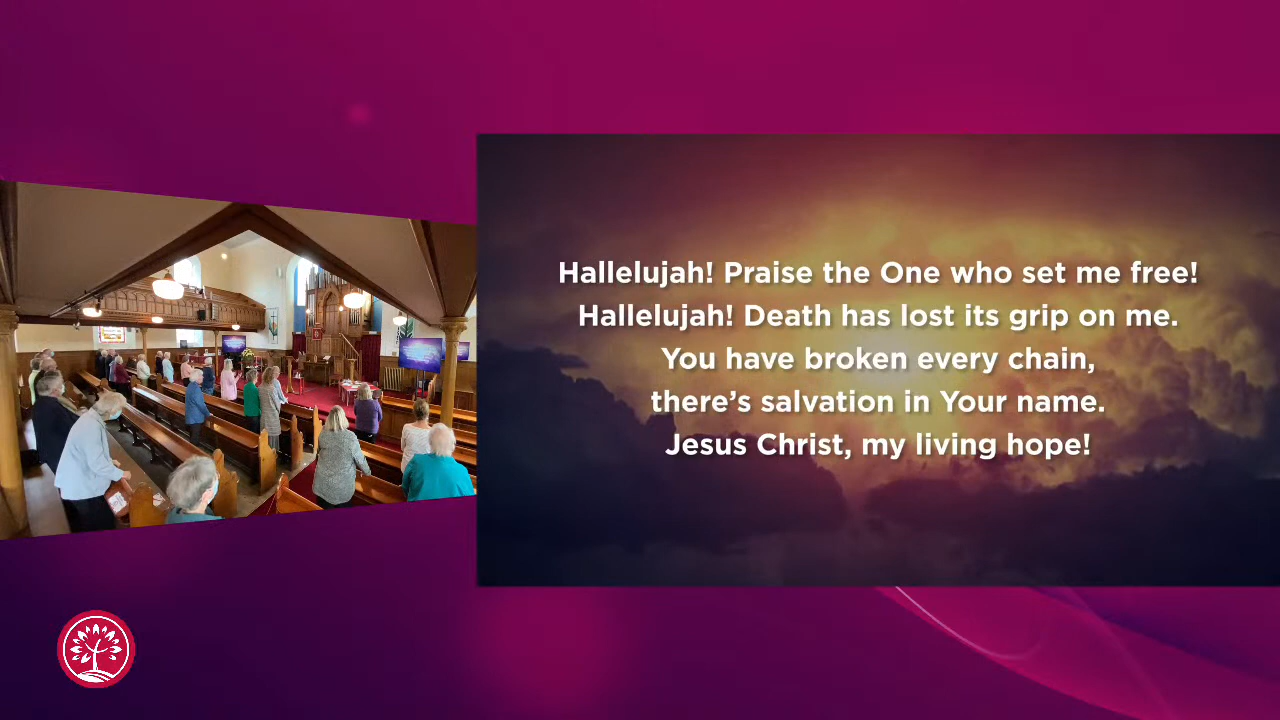 Hallelujah! Praise the One who set me free!
Hallelujah! Death has lost its grip on me.
You have broken every chain,
there's salvation in Your name.
Jesus Christ, my living hope!